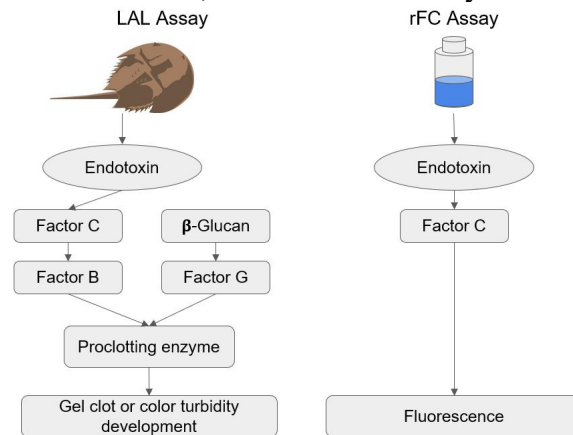 LAL Assay
rFC Assay
Endotoxin
Endotoxin
Factor C
β-Glucan
Factor C
Factor B
Factor G
Proclotting enzyme
Gel clot or color turbidity
development
Fluorescence